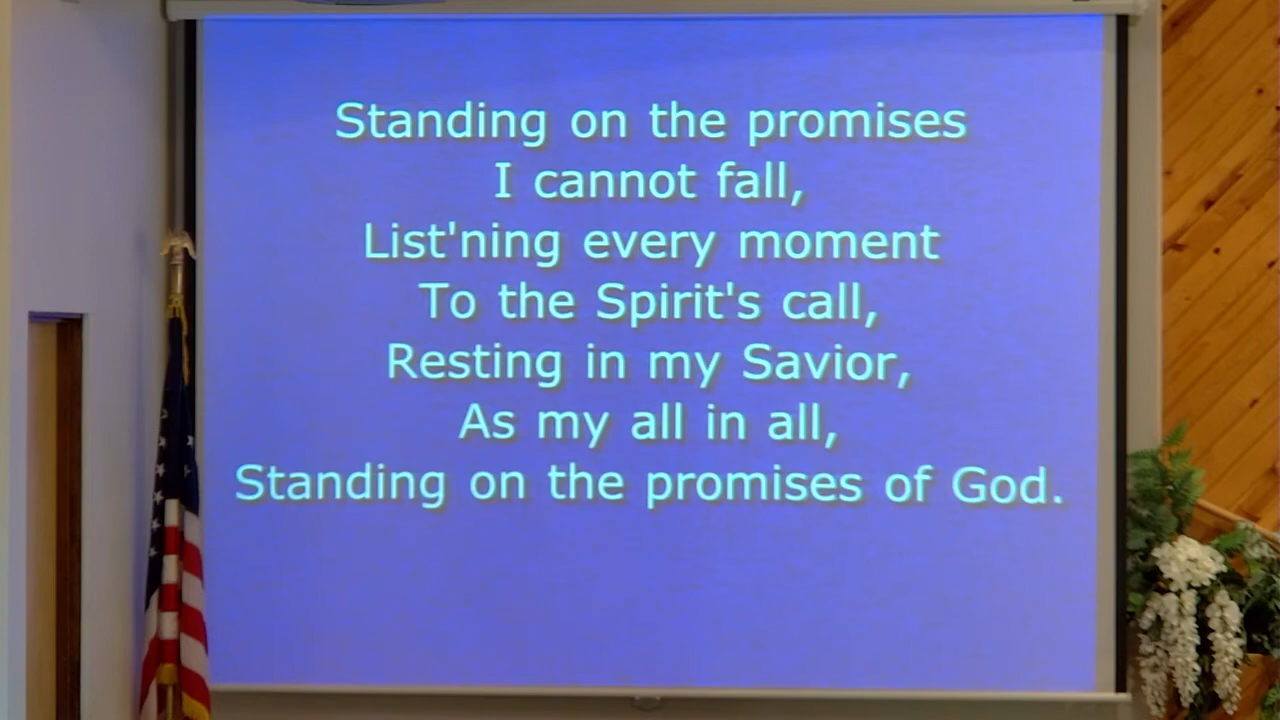 Standing on the promises
I cannot fall,
List'ning every moment
To the Spirit's call,
Resting in my Savior,
As my all in all,
Standing on the promises of God.